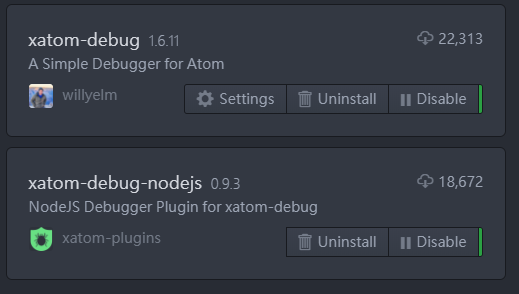 xatom-debug 1.6.11 22,313
A Simple Debugger for Atom
willyelm Settings Uninstall Disable
xatom-debug-nodejs 0.9.3 18,672
NodeJS Debugger Plugin for xatom-debug
xatom-plugins Uninstall Disable